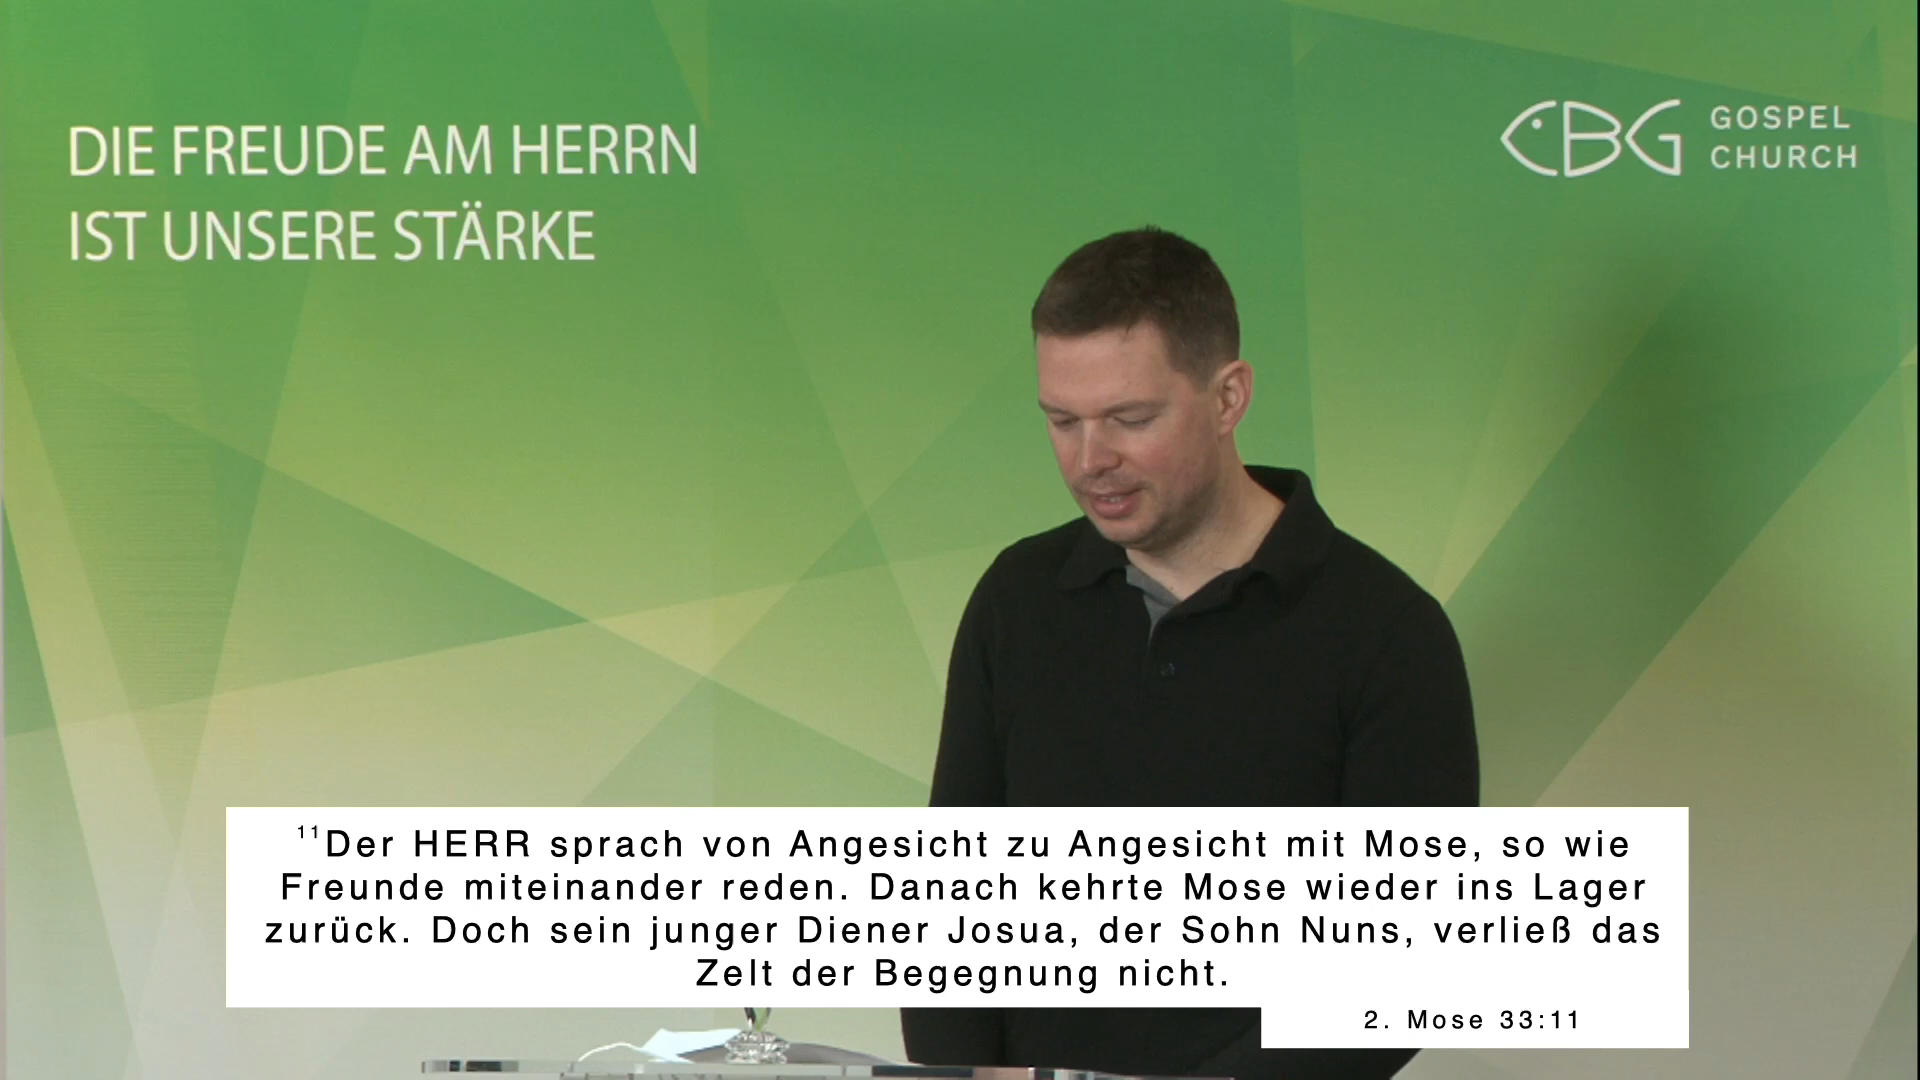 DIE FREUDE AM HERRN
IST UNSERE STÄRKE
CBG GOSPEL
CHURCH
¹¹Der HERR sprach von Angesicht zu Angesicht mit Mose, so wie
Freunde miteinander reden. Danach kehrte Mose wieder ins Lager
zurück. Doch sein junger Diener Josua, der Sohn Nuns, verließ das
Zelt der Begegnung nicht.
2. Mose 33:11